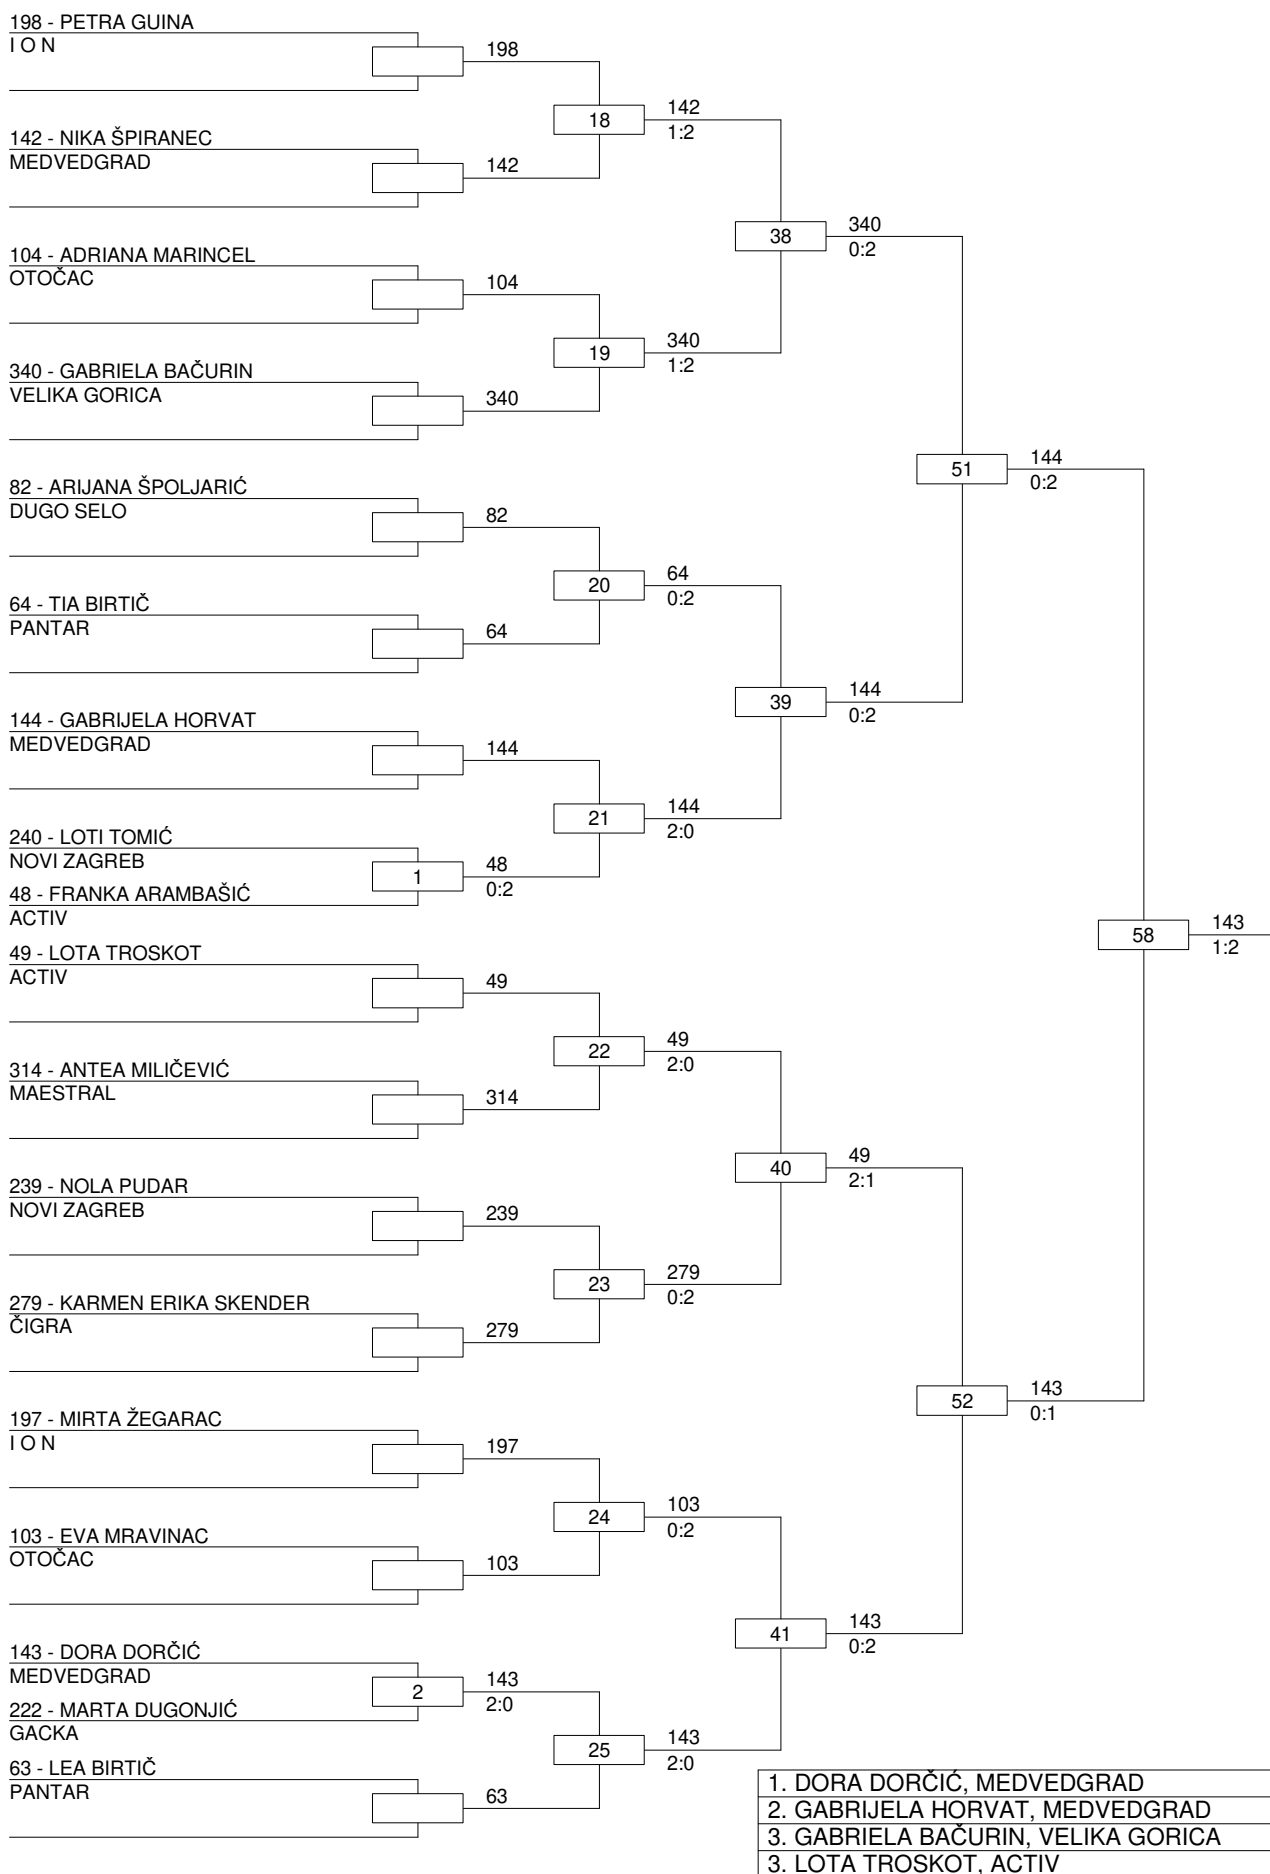 198 - PETRA GUINA
I O N
198
18
142
1:2
142 - NIKA ŠPIRANEC
MEDVEDGRAD
142
38
340
0:2
104 - ADRIANA MARINCEL
OTOČAC
104
19
340
1:2
340 - GABRIELA BAČURIN
VELIKA GORICA
340
51
144
0:2
82 - ARIJANA ŠPOLJARIĆ
DUGO SELO
82
20
64
0:2
64 - TIA BIRTIČ
PANTAR
64
39
144
0:2
144 - GABRIJELA HORVAT
MEDVEDGRAD
144
21
144
2:0
240 - LOTI TOMIĆ
NOVI ZAGREB
1
48
0:2
48 - FRANKA ARAMBAŠIĆ
ACTIV
58
143
1:2
49 - LOTA TROSKOT
ACTIV
49
22
49
2:0
314 - ANTEA MILIČEVIĆ
MAESTRAL
314
40
49
2:1
239 - NOLA PUDAR
NOVI ZAGREB
239
23
279
0:2
279 - KARMEN ERIKA SKENDER
ČIGRA
279
52
143
0:1
197 - MIRTA ŽEGARAC
I O N
197
24
103
0:2
103 - EVA MRAVINAC
OTOČAC
103
41
143
0:2
143 - DORA DORČIĆ
MEDVEDGRAD
2
143
2:0
222 - MARTA DUGONJIĆ
GACKA
25
143
2:0
63 - LEA BIRTIČ
PANTAR
63
1. DORA DORČIĆ, MEDVEDGRAD
2. GABRIJELA HORVAT, MEDVEDGRAD
3. GABRIELA BAČURIN, VELIKA GORICA
3. LOTA TROSKOT, ACTIV